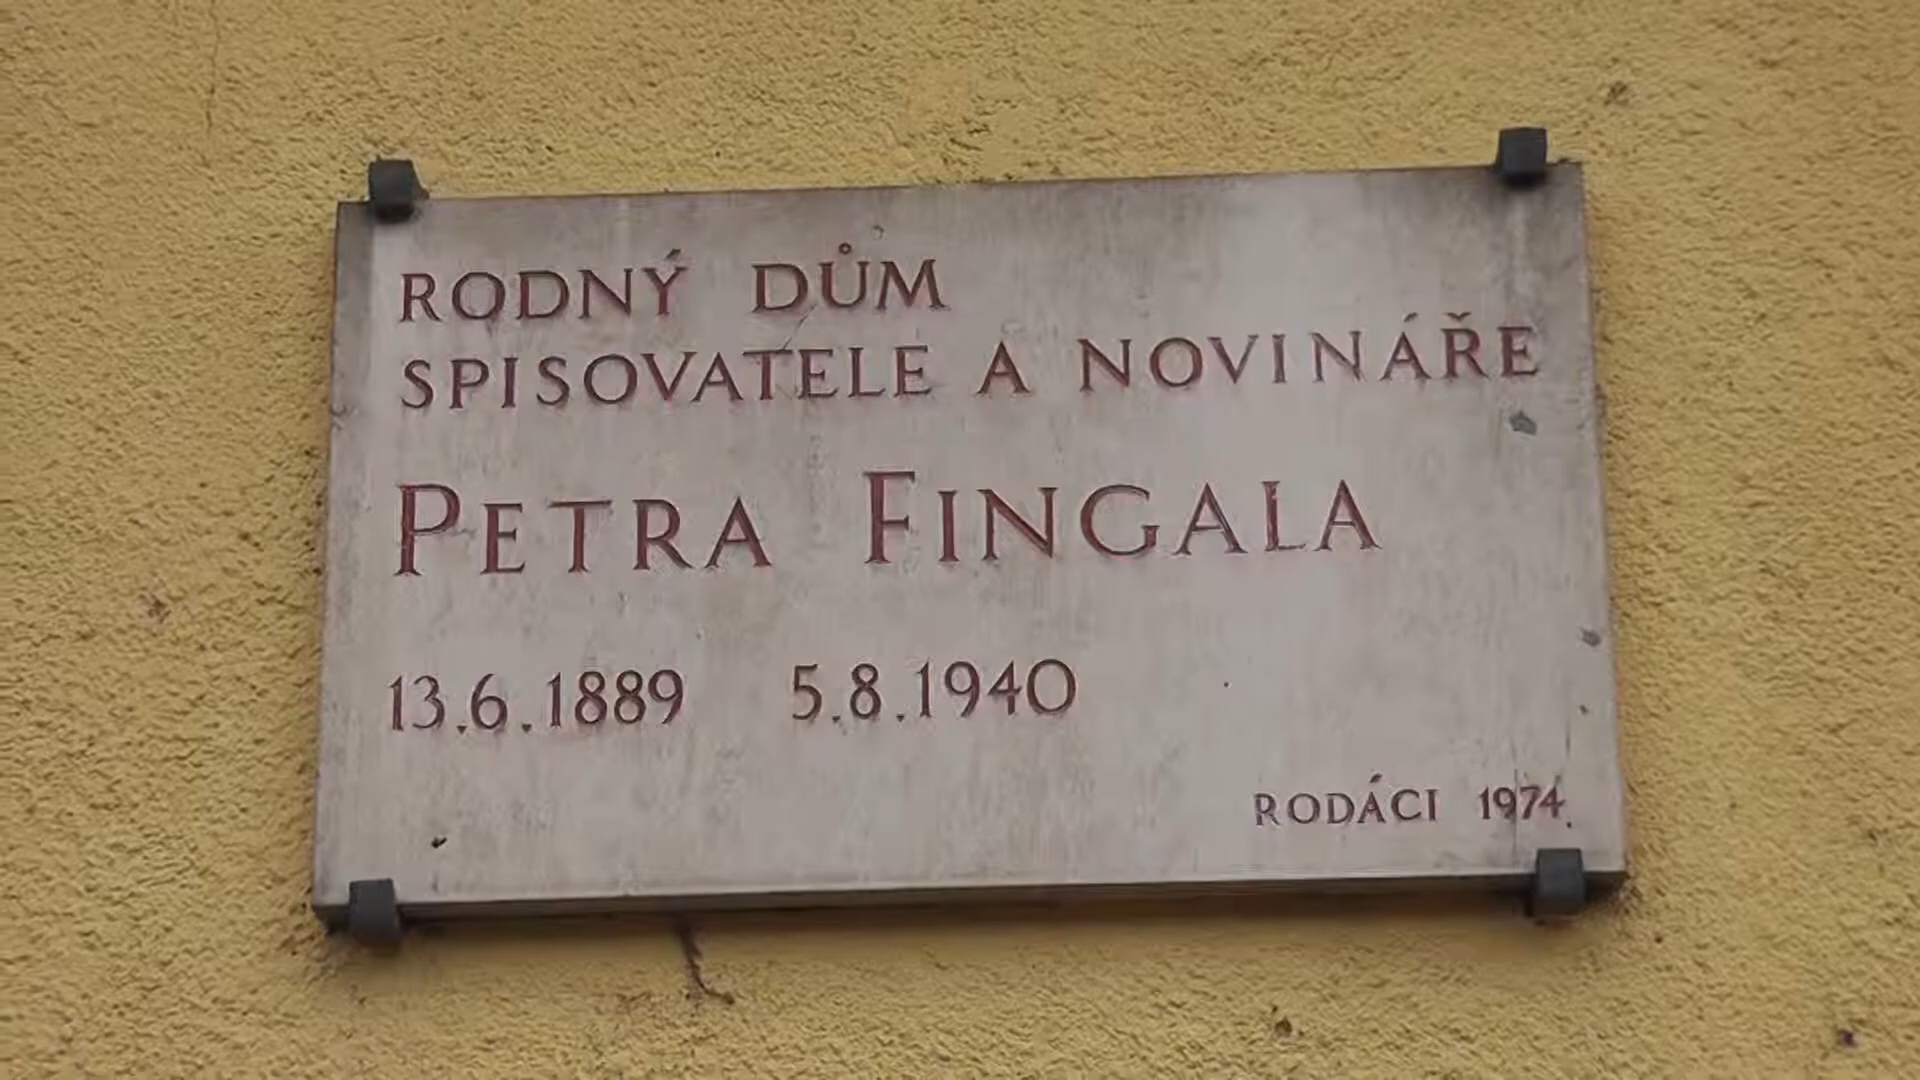 RODNÝ DŮM
SPISOVATELE A NOVINÁŘE
PETRA FINGALA
13.6.1889 5.8.1940
RODÁCI 1974.